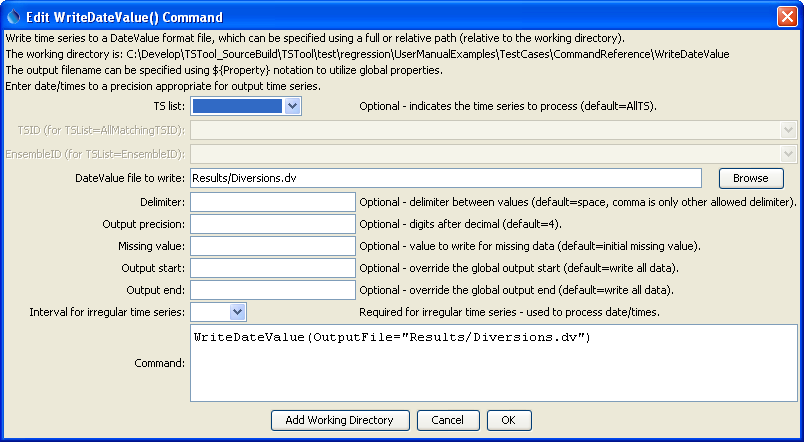 Edit WriteDateValue() Command
Write time series to a DateValue format file, which can be specified using a full or relative path (relative to the working directory).
The working directory is: C:\Develop\TSTool_SourceBuild\TSTool\test\regression\UserManualExamples\TestCases\CommandReference\WriteDateValue
The output filename can be specified using ${Property} notation to utilize global properties.
Enter date/times to a precision appropriate for output time series.
TS list: Optional - indicates the time series to process (default=AllTS).
TSID (for TSList=AllMatchingTSID):
EnsembleID (for TSList=EnsembleID):
DateValue file to write: Results/Diversions.dv Browse
Delimiter: Optional - delimiter between values (default=space, comma is only other allowed delimiter).
Output precision: Optional - digits after decimal (default=4).
Missing value: Optional - value to write for missing data (default=initial missing value).
Output start: Optional - override the global output start (default=write all data).
Output end: Optional - override the global output end (default=write all data).
Interval for irregular time series: Required for irregular time series - used to process date/times.
WriteDateValue(OutputFile="Results/Diversions.dv")
Command:
Add Working Directory Cancel OK